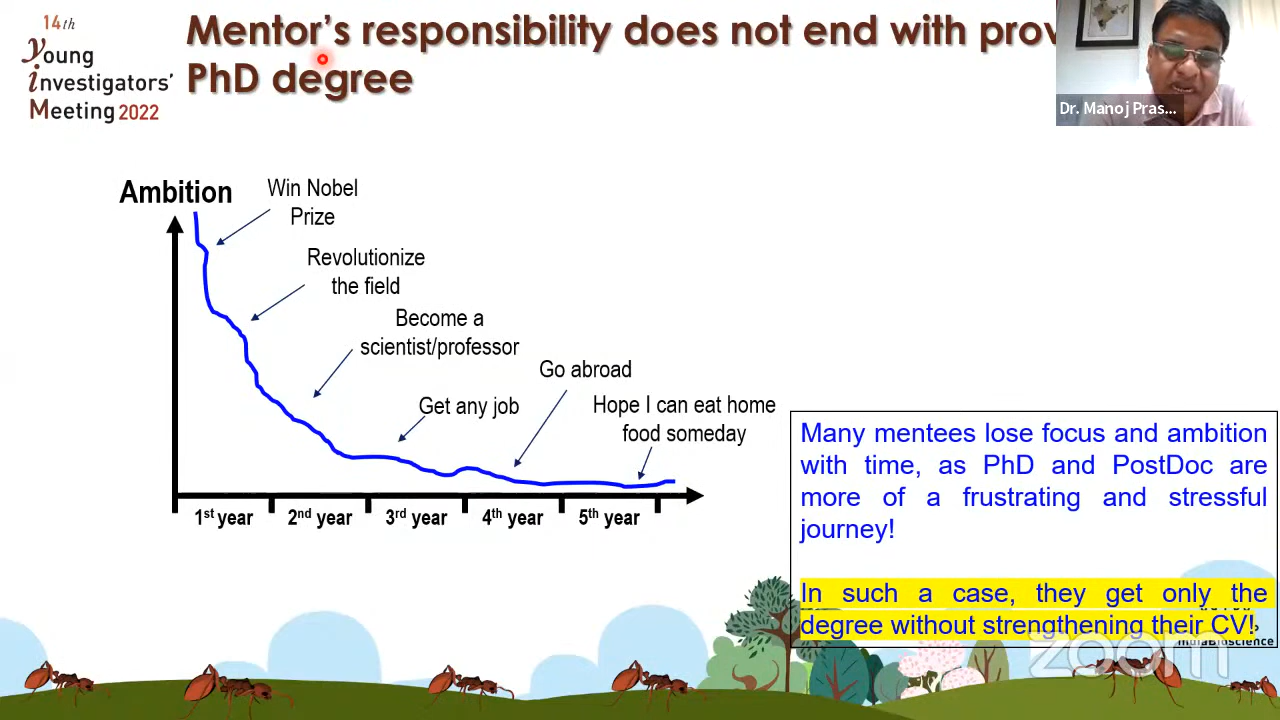 14th
Young
investigators'
Meeting 2022
Mentor's responsibility does not end with prov
PhD degree
Dr. Manoj Pras...
Ambition
Win Nobel
Prize
Revolutionize
the field
Become a
scientist/professor
Get any job
Go abroad
Hope I can eat home
food someday
1st year
2nd year
3rd year
4th year
5th year
Many mentees lose focus and ambition
with time, as PhD and PostDoc are
more of a frustrating and stressful
journey!
In such a case, they get only the
degree without strengthening their CV!
IndiaBioscience
zoom